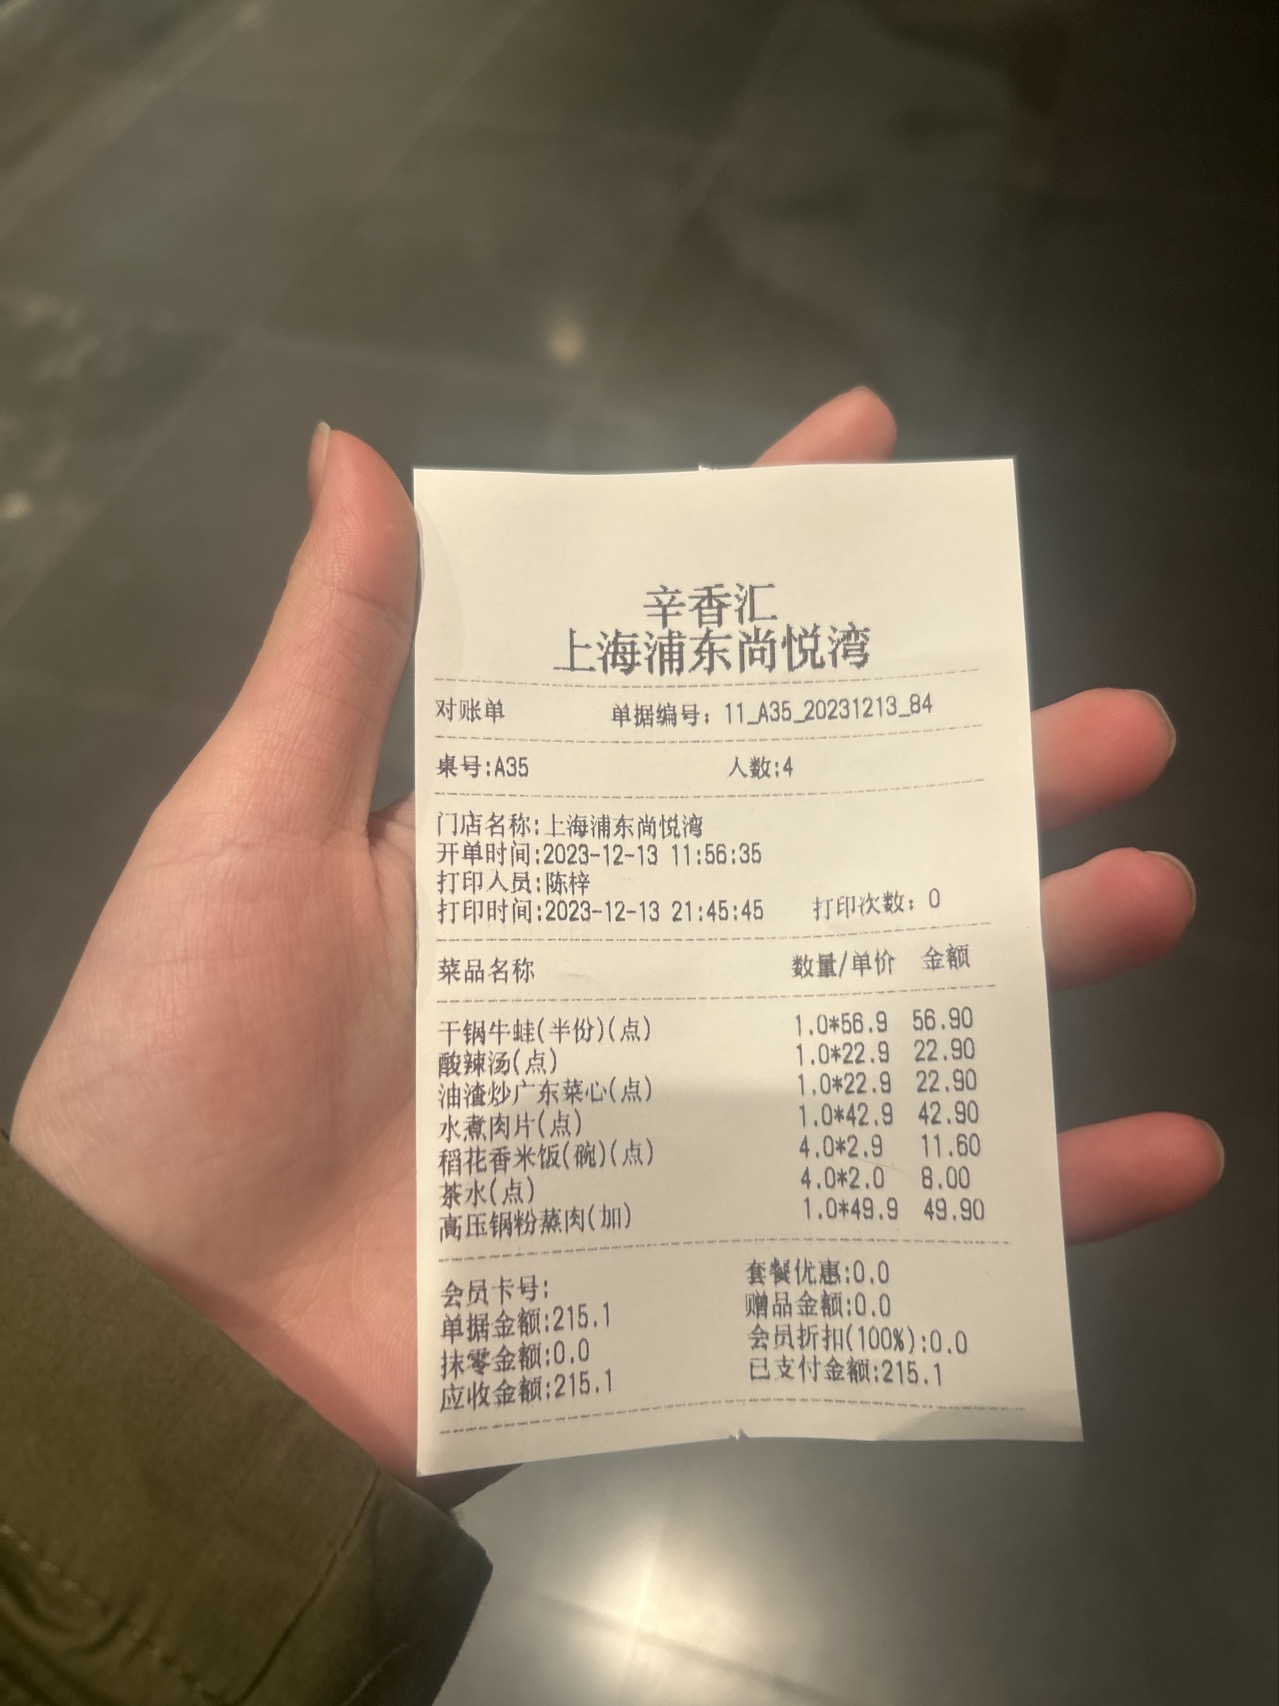 辛香汇
上海浦东尚悦湾
对账单 单据编号：11_A35_20231213_84
桌号:A35 人数:4
门店名称:上海浦东尚悦湾
开单时间:2023-12-13 11:56:35
打印人员:陈梓
打印时间:2023-12-13 21:45:45 打印次数：0
菜品名称 数量/单价 金额
干锅牛蛙(半份)(点) 1.0*56.9 56.90
酸辣汤(点) 1.0*22.9 22.90
油渣炒广东菜心(点) 1.0*22.9 22.90
水煮肉片(点) 1.0*42.9 42.90
稻花香米饭(碗)(点) 4.0*2.9 11.60
茶水(点) 4.0*2.0 8.00
高压锅粉蒸肉(加) 1.0*49.9 49.90
会员卡号: 套餐优惠:0.0
单据金额:215.1 赠品金额:0.0
抹零金额:0.0 会员折扣(100%):0.0
应收金额:215.1 已支付金额:215.1